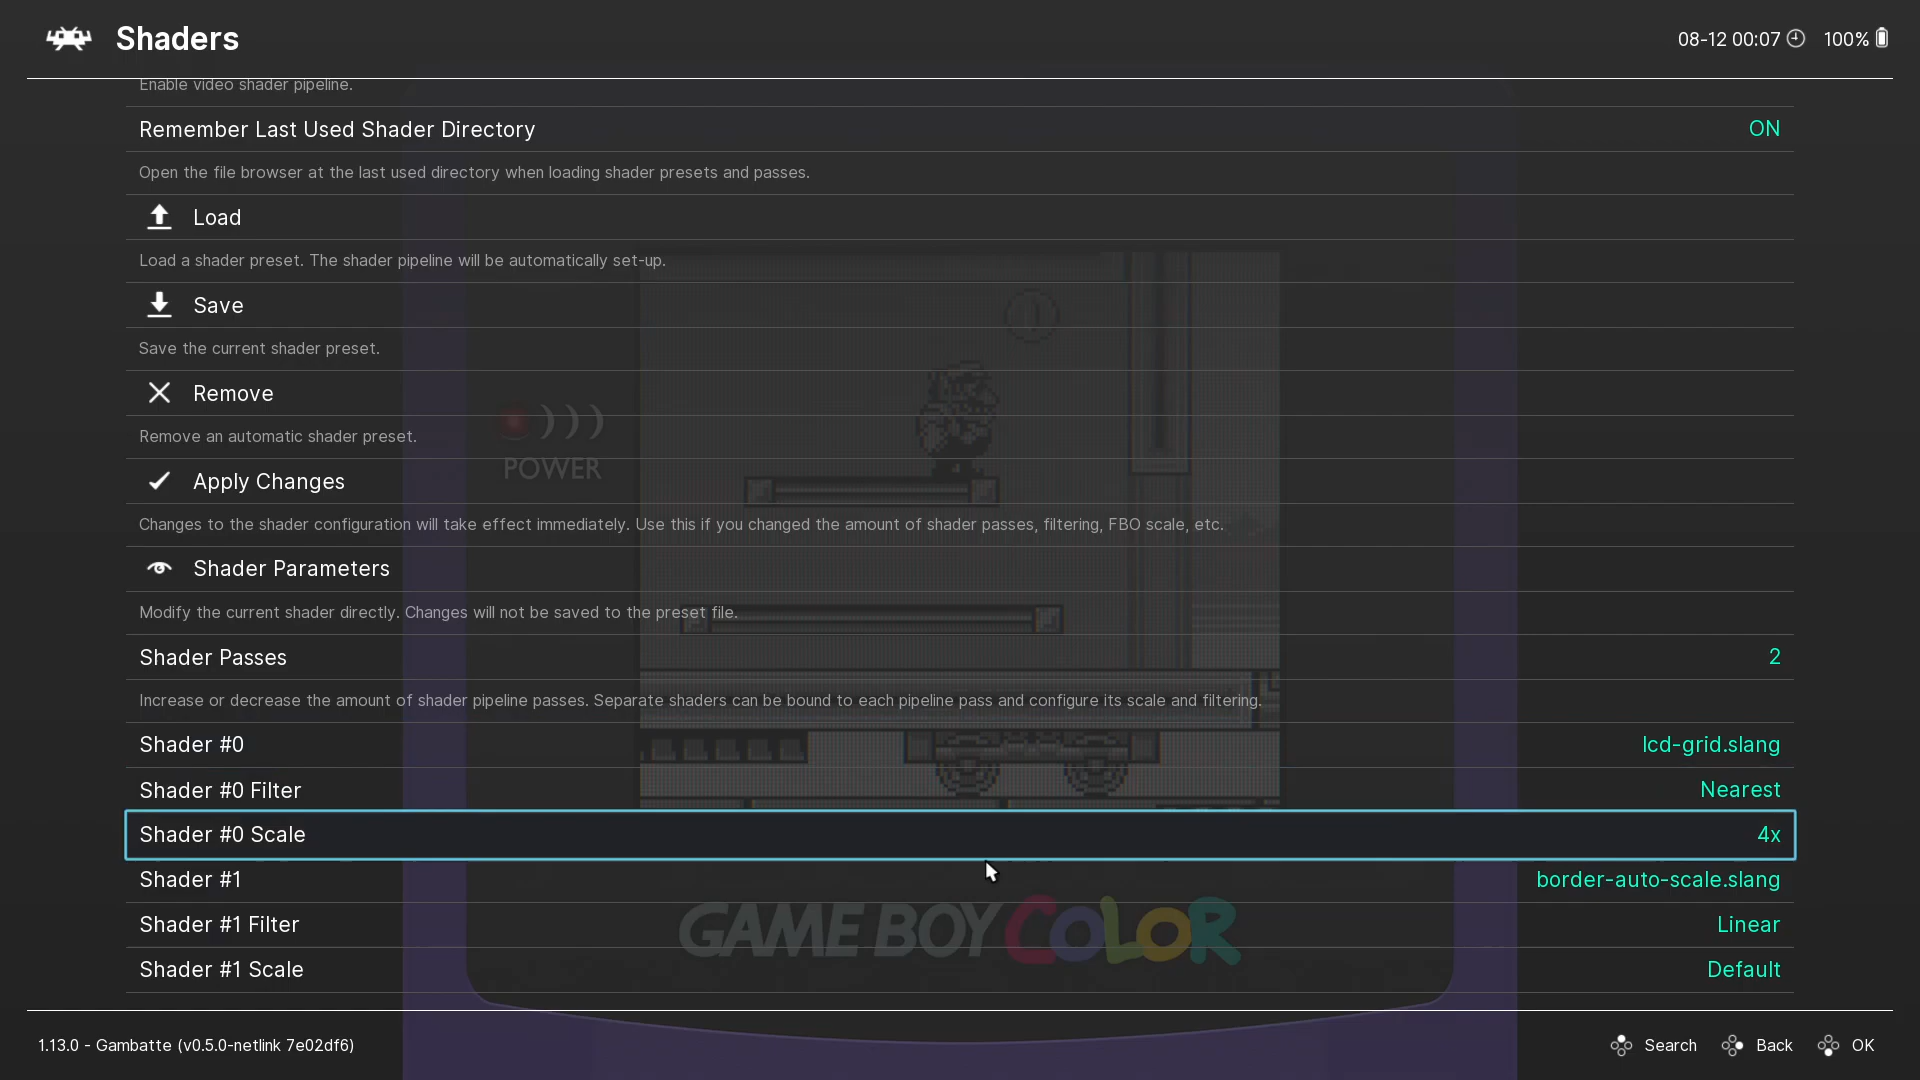 Shaders
08-12 00:07
100%
Enable video shader pipeline.
Remember Last Used Shader Directory ON
Open the file browser at the last used directory when loading shader presets and passes.
Load
Load a shader preset. The shader pipeline will be automatically set-up.
Save
Save the current shader preset.
Remove
Remove an automatic shader preset.
POWER
Apply Changes
Changes to the shader configuration will take effect immediately. Use this if you changed the amount of shader passes, filtering, FBO scale, etc.
Shader Parameters
Modify the current shader directly. Changes will not be saved to the preset file.
Shader Passes 2
Increase or decrease the amount of shader pipeline passes. Separate shaders can be bound to each pipeline pass and configure its scale and filtering.
Shader #0 lcd-grid.slang
Shader #0 Filter Nearest
Shader #0 Scale 4x
Shader #1 border-auto-scale.slang
Shader #1 Filter Linear
GAME BOY COLOR
Shader #1 Scale Default
1.13.0 - Gambatte (v0.5.0-netlink 7e02df6)
Search Back OK